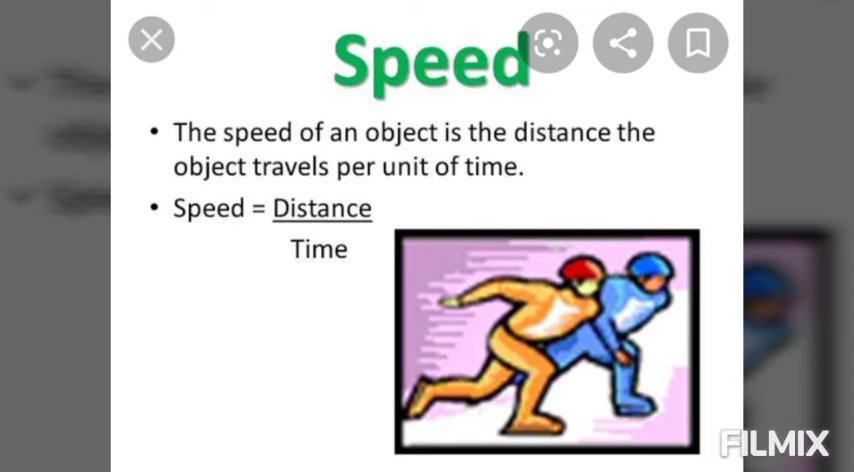 Speed
• The speed of an object is the distance the
object travels per unit of time.
• Speed = Distance
Time
FILMIX